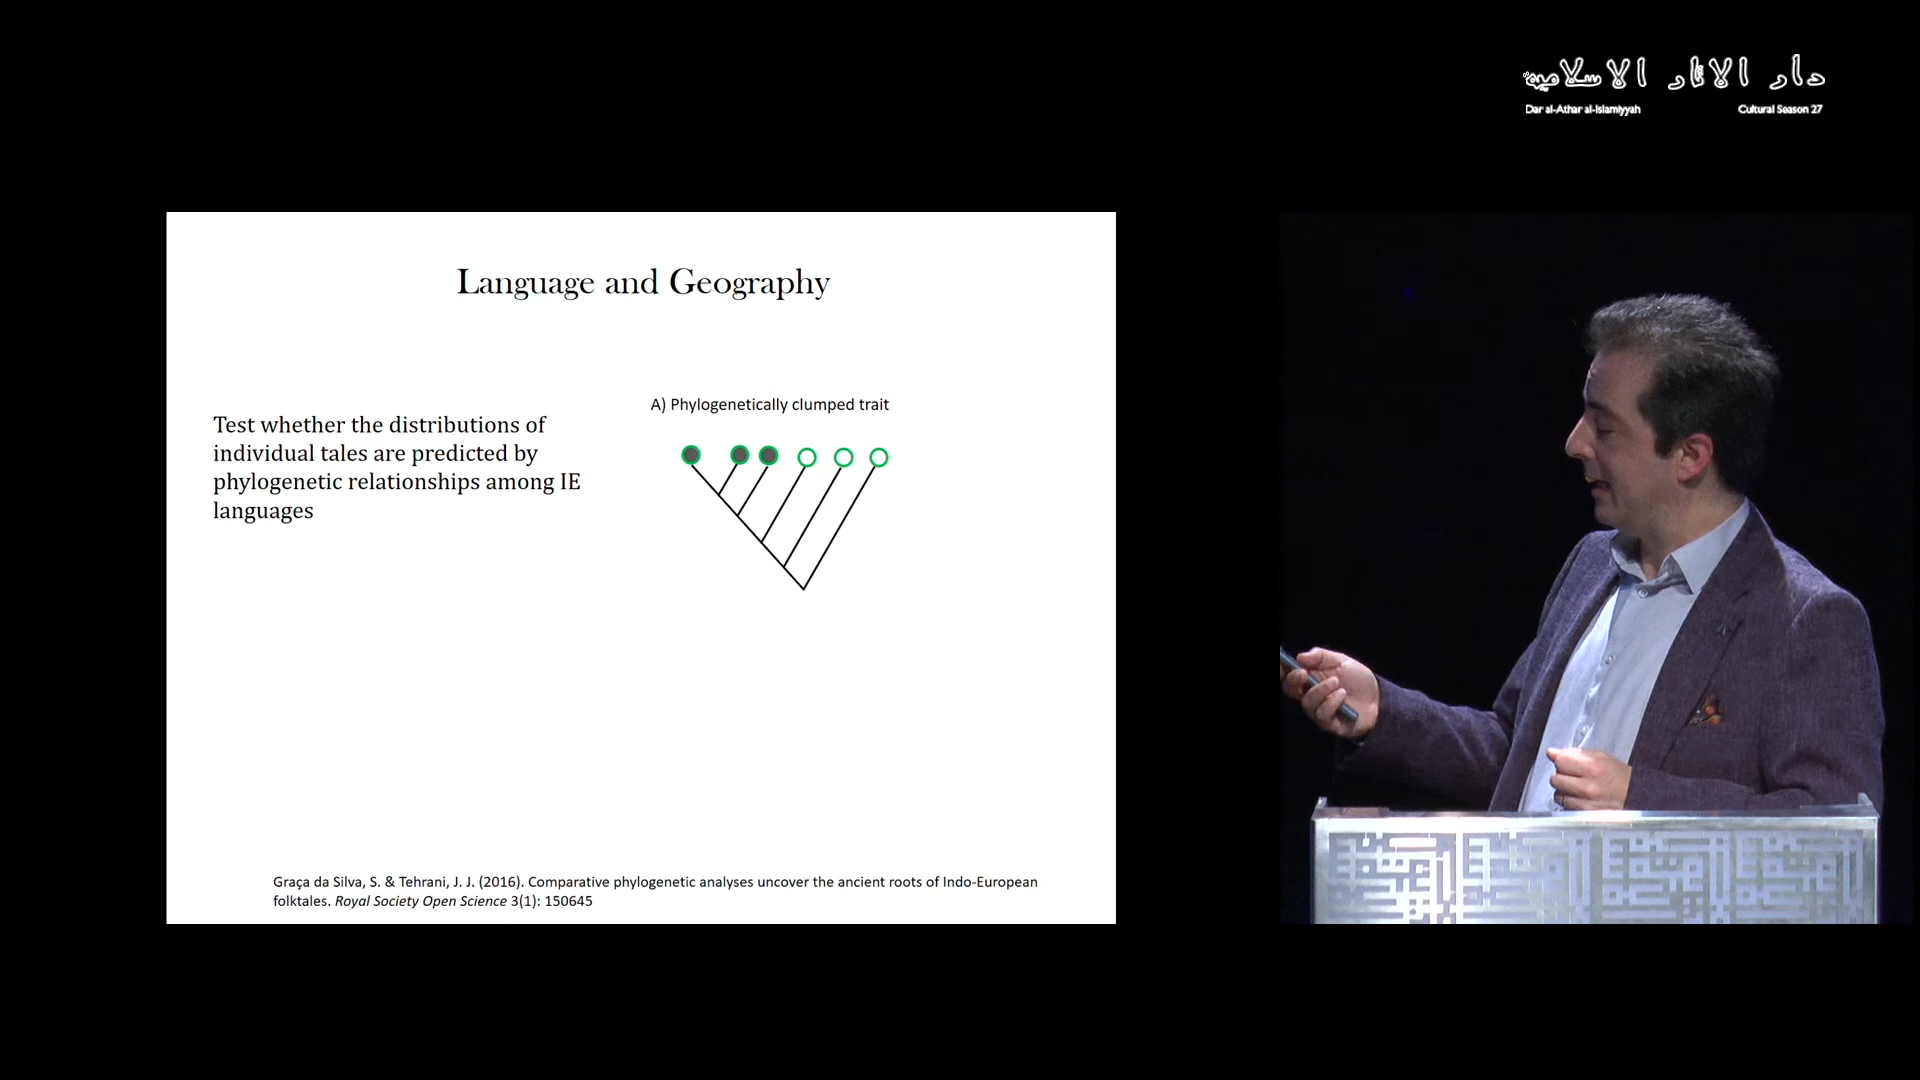 دار الآثار الاسلاميه
Dar al-Athar al-Islamiyyah Cultural Season 27
Language and Geography
Test whether the distributions of
individual tales are predicted by
phylogenetic relationships among IE
languages
A) Phylogenetically clumped trait
Graça da Silva, S. & Tehrani, J. J. (2016). Comparative phylogenetic analyses uncover the ancient roots of Indo-European
folktales. Royal Society Open Science 3(1): 150645